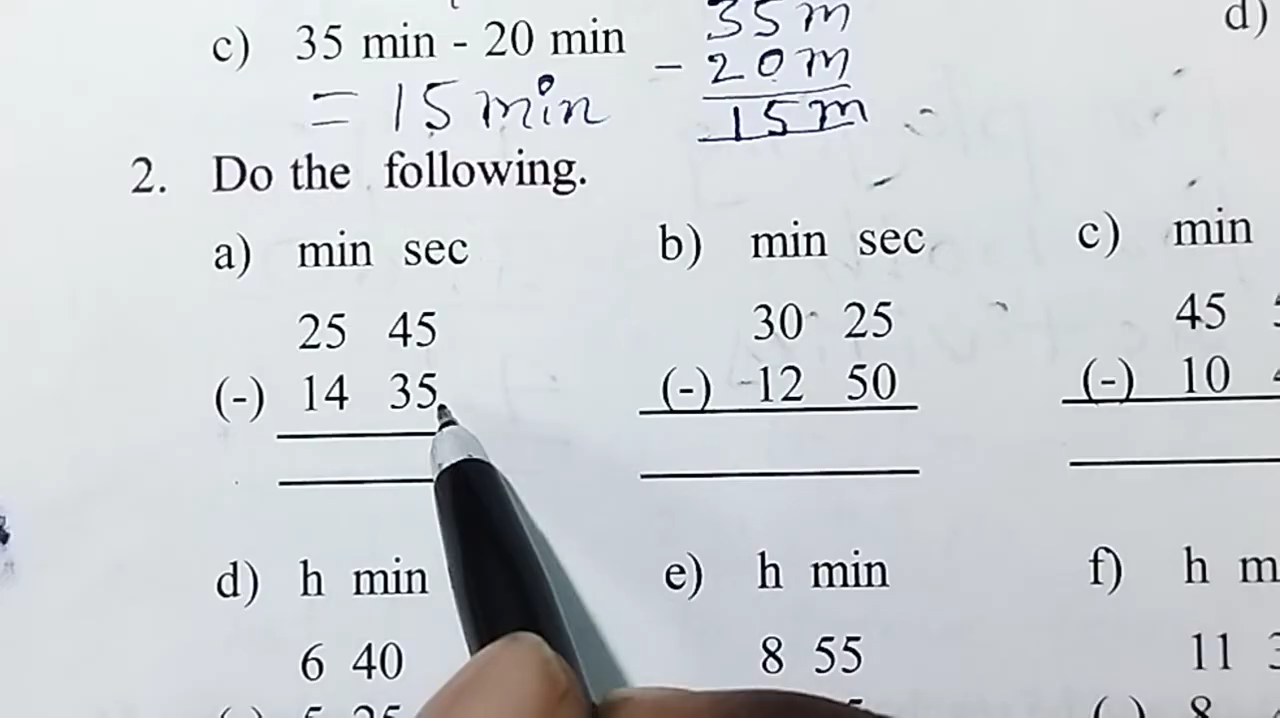 c) 35 min - 20 min
= 15 min
35 m
- 20 m
15 m
d)
2. Do the following.
a) min sec
25 45
(-) 14 35
b) min sec
30 25
(-) 12 50
c) min
45
(-) 10
d) h min
6 40
e) h min
8 55
f) h m
11
8